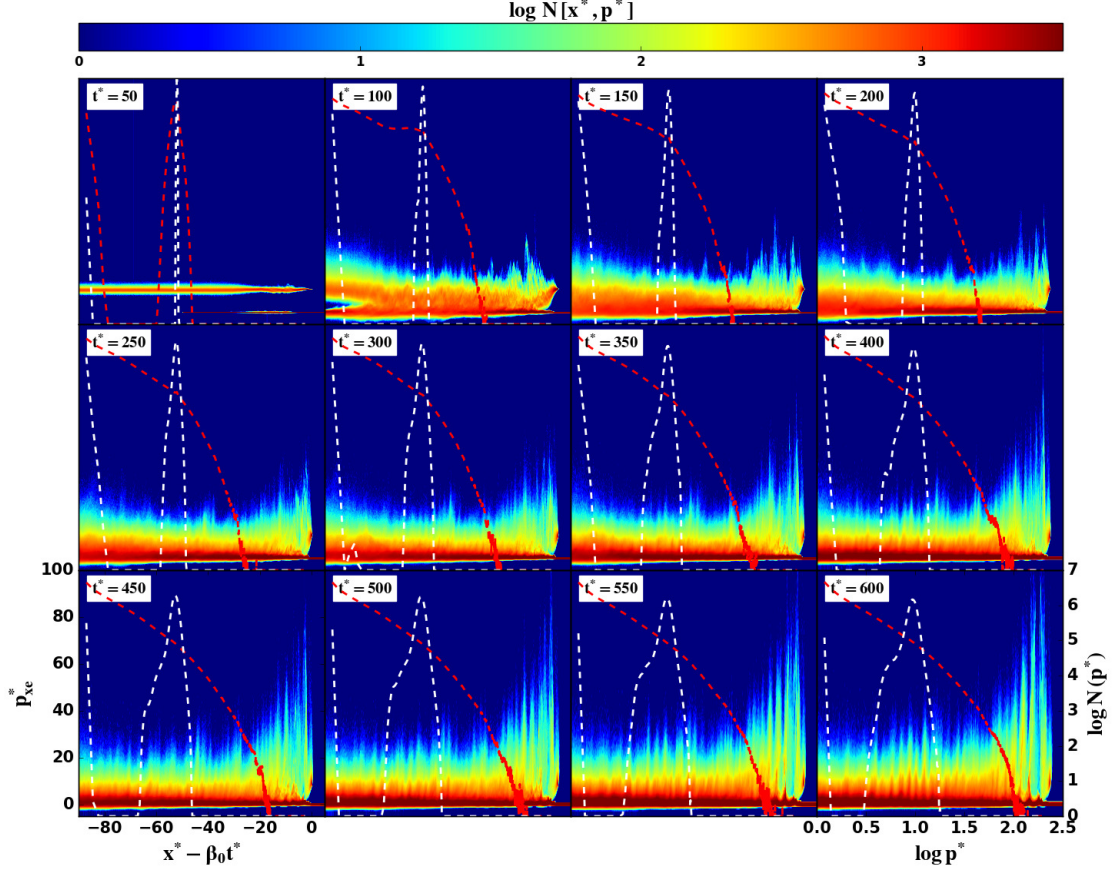 log N[x*, p*]
0 1 2 3
t* = 50
t* = 100
t* = 150
t* = 200
t* = 250
t* = 300
t* = 350
t* = 400
t* = 450
t* = 500
t* = 550
t* = 600
100
80
60
40
20
0
p*xe
7
6
5
4
3
2
1
0
log N(p*)
−80 −60 −40 −20 0
0.0 0.5 1.0 1.5 2.0 2.5
x* − β₀t*
log p*